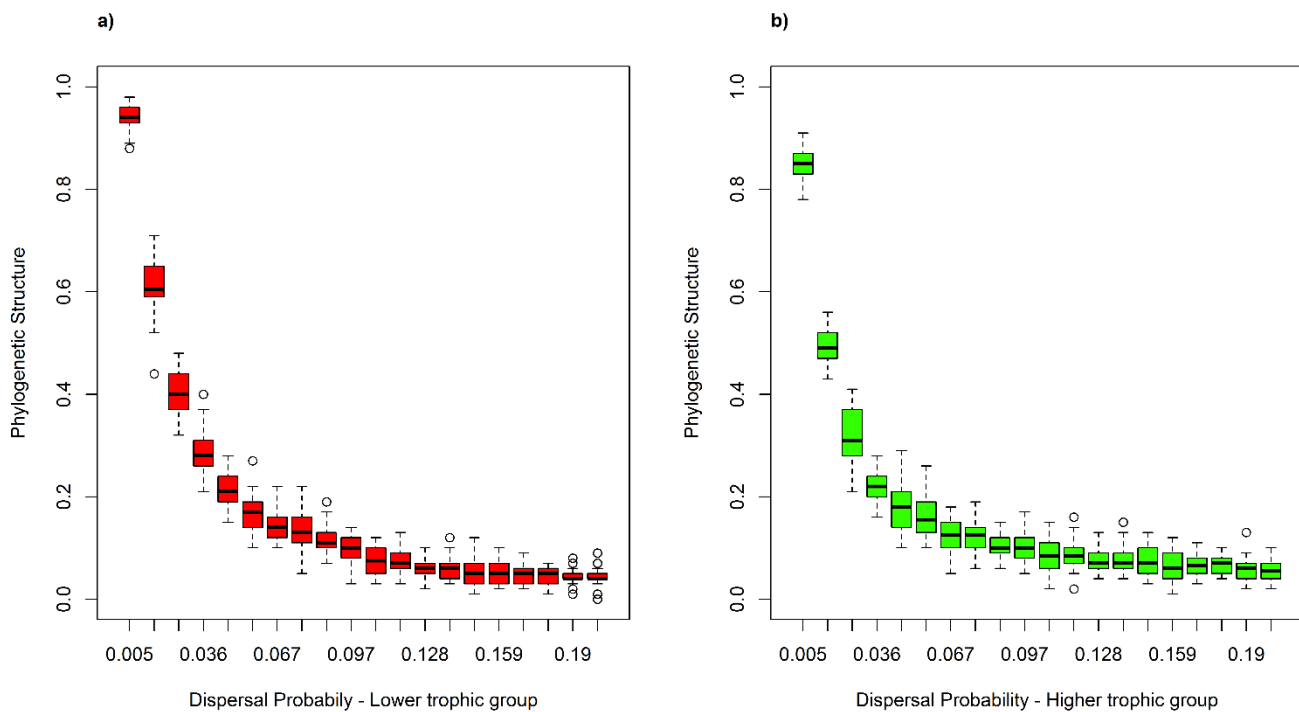 a)
Phylogenetic Structure
1.0
0.8
0.6
0.4
0.2
0.0
0.005 0.036 0.067 0.097 0.128 0.159 0.19
Dispersal Probabily - Lower trophic group
b)
Phylogenetic Structure
1.0
0.8
0.6
0.4
0.2
0.0
0.005 0.036 0.067 0.097 0.128 0.159 0.19
Dispersal Probability - Higher trophic group